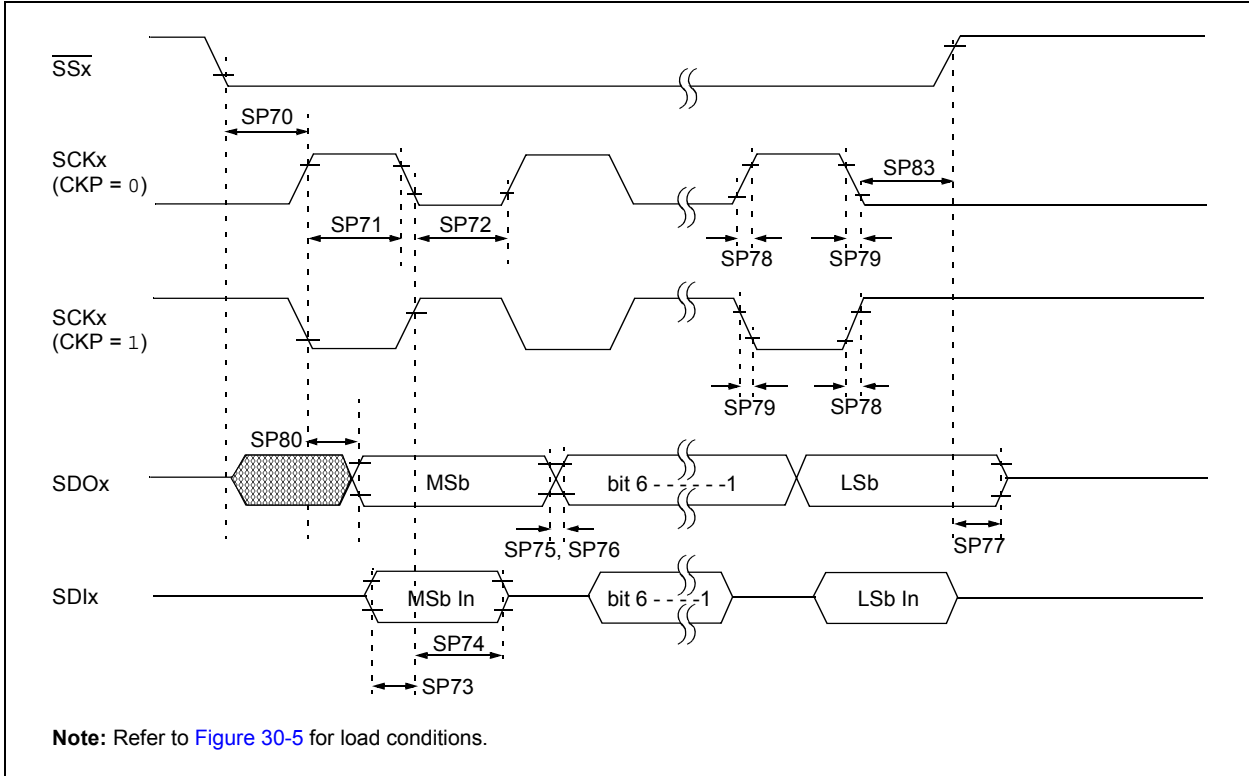 SSx
SP70
SCKx
(CKP = 0)
SP83
SP71
SP72
SP78
SP79
SCKx
(CKP = 1)
SP79
SP78
SP80
SDOx
MSb
bit 6 - - - - - -1
LSb
SP75, SP76
SP77
SDIx
MSb In
bit 6 - - - -1
LSb In
SP74
SP73
Note: Refer to Figure 30-5 for load conditions.